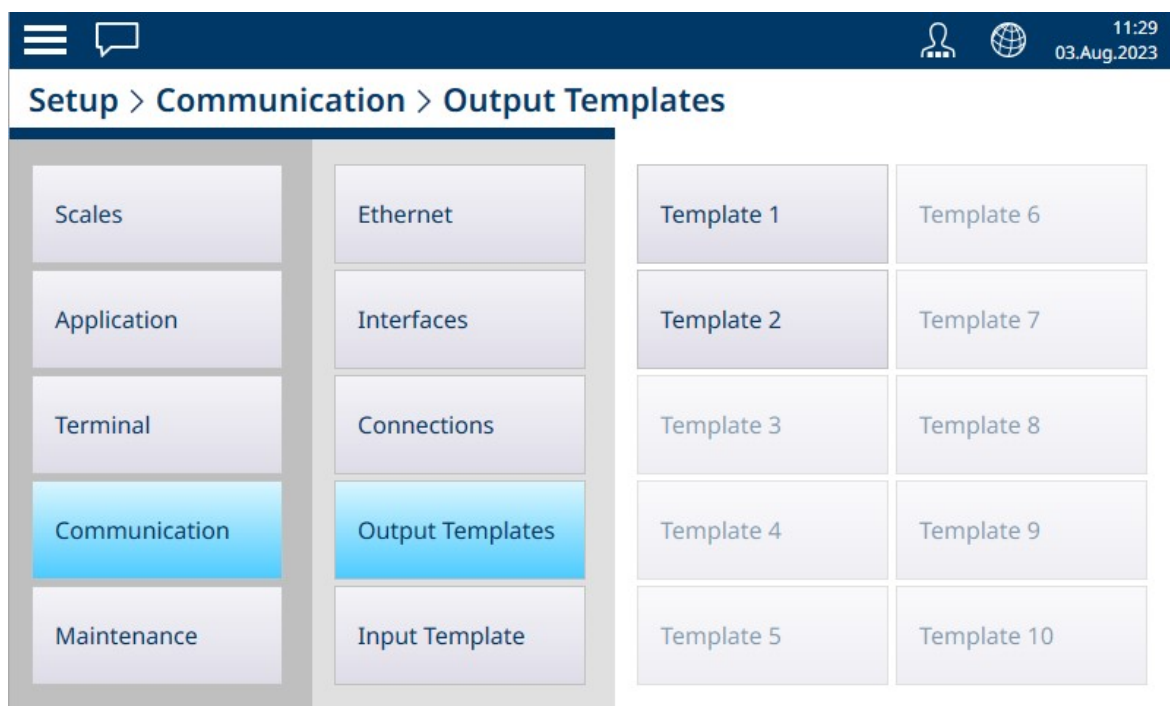 11:29
03.Aug.2023
Setup > Communication > Output Templates
Scales
Ethernet
Template 1
Template 6
Application
Interfaces
Template 2
Template 7
Terminal
Connections
Template 3
Template 8
Communication
Output Templates
Template 4
Template 9
Maintenance
Input Template
Template 5
Template 10